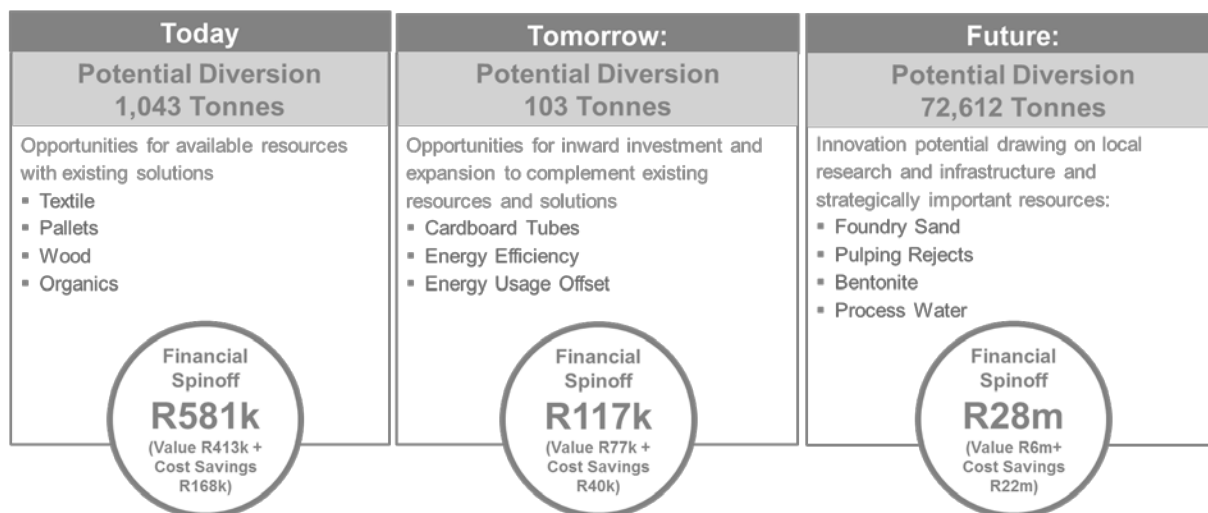 Today
Potential Diversion
1,043 Tonnes
Opportunities for available resources
with existing solutions
▪ Textile
▪ Pallets
▪ Wood
▪ Organics
Financial
Spinoff
R581k
(Value R413k +
Cost Savings
R168k)
Tomorrow:
Potential Diversion
103 Tonnes
Opportunities for inward investment and
expansion to complement existing
resources and solutions
▪ Cardboard Tubes
▪ Energy Efficiency
▪ Energy Usage Offset
Financial
Spinoff
R117k
(Value R77k +
Cost Savings
R40k)
Future:
Potential Diversion
72,612 Tonnes
Innovation potential drawing on local
research and infrastructure and
strategically important resources:
▪ Foundry Sand
▪ Pulping Rejects
▪ Bentonite
▪ Process Water
Financial
Spinoff
R28m
(Value R6m+
Cost Savings
R22m)